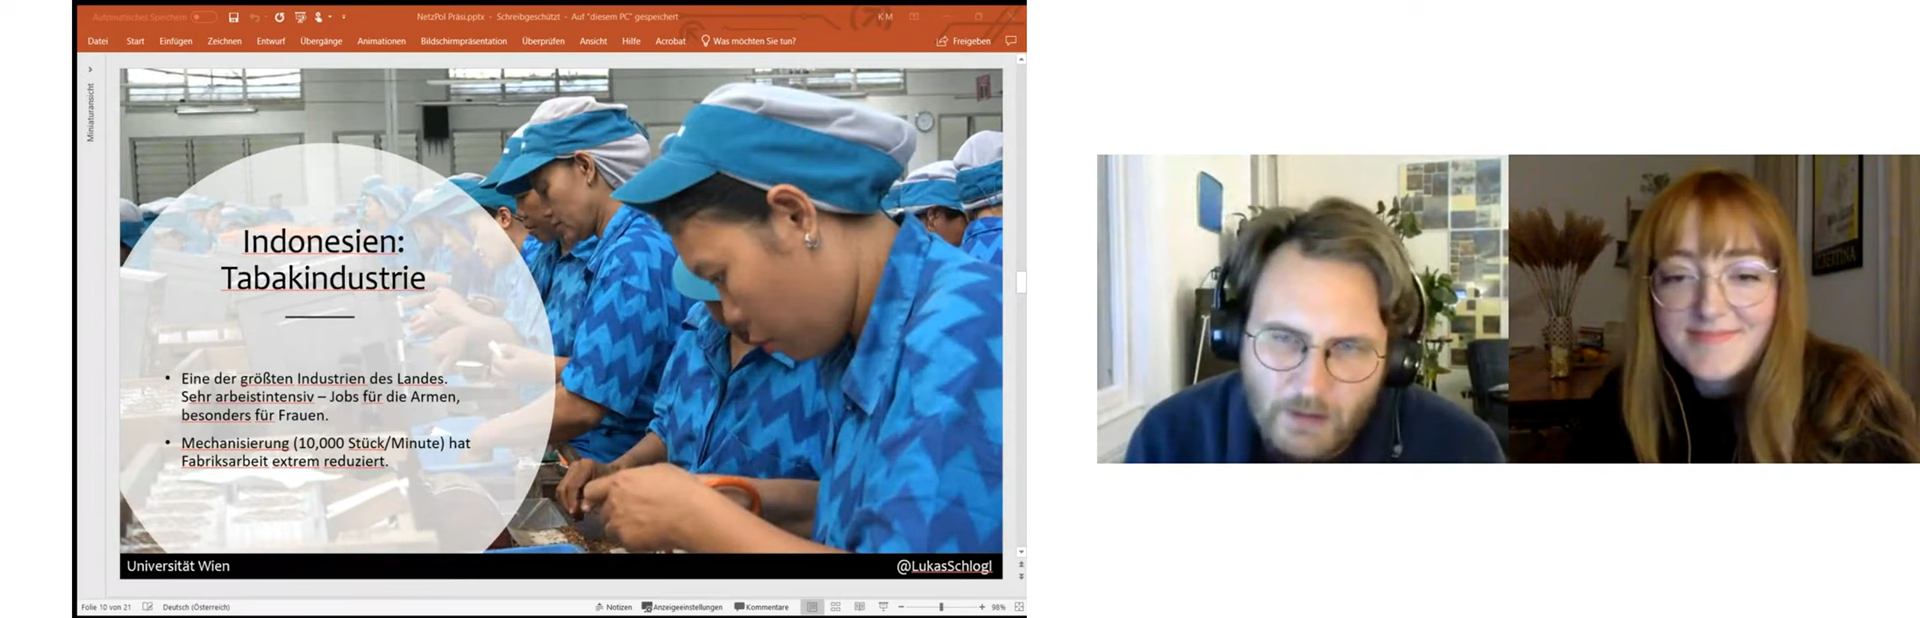 Automatisches Speichern
NetzPol Präsi.pptx - Schreibgeschützt - Auf "diesem PC" gespeichert
K M
Datei Start Einfügen Zeichnen Entwurf Übergänge Animationen Bildschirmpräsentation Überprüfen Ansicht Hilfe Acrobat Was möchten Sie tun? Freigeben
Miniaturansicht
Indonesien:
Tabakindustrie
• Eine der größten Industrien des Landes.
Sehr arbeistintensiv – Jobs für die Armen,
besonders für Frauen.
• Mechanisierung (10,000 Stück/Minute) hat
Fabriksarbeit extrem reduziert.
Universität Wien
@LukasSchlogl
Folie 10 von 21 Deutsch (Österreich) Notizen Anzeigeeinstellungen Kommentare 98%